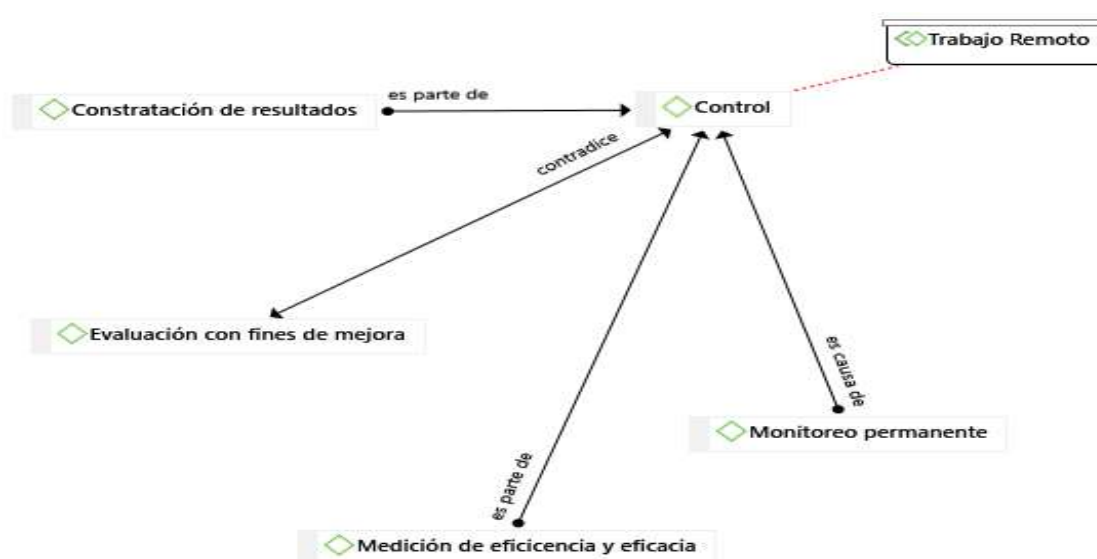 Trabajo Remoto
es parte de
Constratación de resultados
Control
contradice
Evaluación con fines de mejora
es causa de
Monitoreo permanente
es parte de
Medición de eficicencia y eficacia